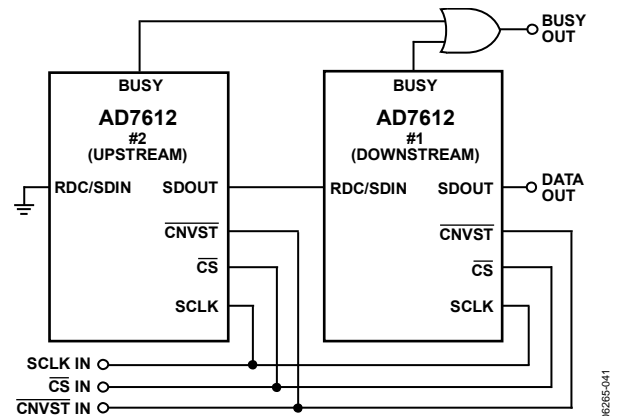 BUSY
OUT
BUSY
AD7612
#2
(UPSTREAM)
RDC/SDIN
SDOUT
CNVST
CS
SCLK
BUSY
AD7612
#1
(DOWNSTREAM)
RDC/SDIN
SDOUT
CNVST
CS
SCLK
DATA
OUT
SCLK IN
CS IN
CNVST IN
06265-041